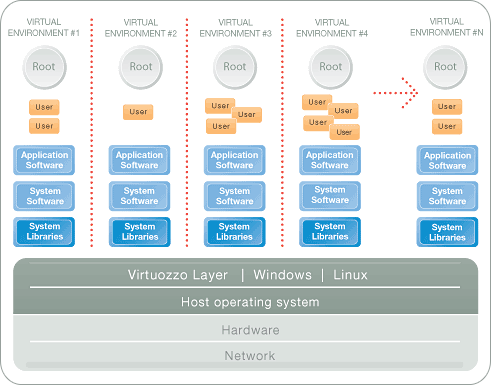 VIRTUAL
ENVIRONMENT #1
VIRTUAL
ENVIRONMENT #2
VIRTUAL
ENVIRONMENT #3
VIRTUAL
ENVIRONMENT #4
VIRTUAL
ENVIRONMENT #N
Root
Root
Root
Root
Root
User
User
User
User
User
User
User
User
User
User
User
User
Application
Software
Application
Software
Application
Software
Application
Software
Application
Software
System
Software
System
Software
System
Software
System
Software
System
Software
System
Libraries
System
Libraries
System
Libraries
System
Libraries
System
Libraries
Virtuozzo Layer | Windows | Linux
Host operating system
Hardware
Network